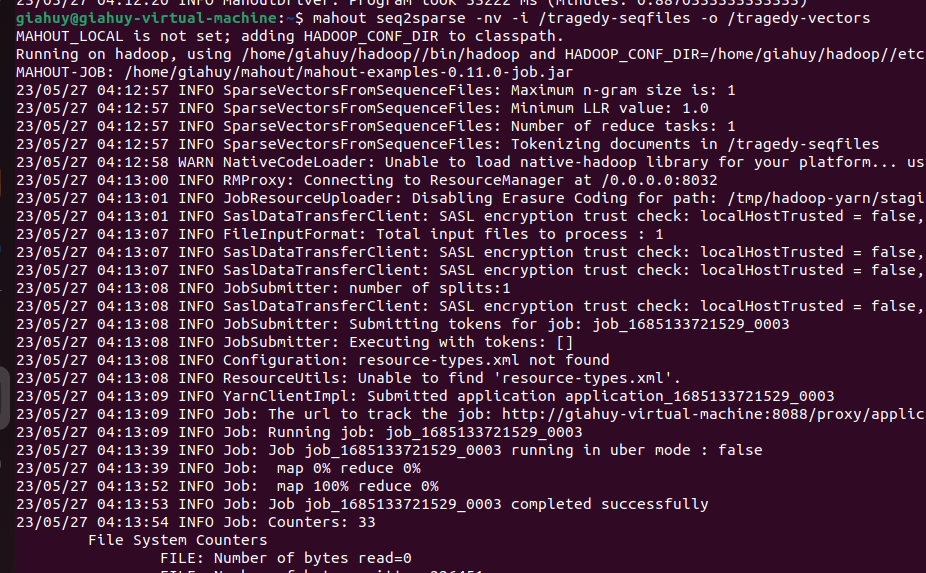 23/05/27 04:12:20 INFO MahoutDriver: Program took 53222 ms (Minutes: 0.8870333333333333)
giahuy@giahuy-virtual-machine:~$ mahout seq2sparse -nv -i /tragedy-seqfiles -o /tragedy-vectors
MAHOUT_LOCAL is not set; adding HADOOP_CONF_DIR to classpath.
Running on hadoop, using /home/giahuy/hadoop//bin/hadoop and HADOOP_CONF_DIR=/home/giahuy/hadoop//etc
MAHOUT-JOB: /home/giahuy/mahout/mahout-examples-0.11.0-job.jar
23/05/27 04:12:57 INFO SparseVectorsFromSequenceFiles: Maximum n-gram size is: 1
23/05/27 04:12:57 INFO SparseVectorsFromSequenceFiles: Minimum LLR value: 1.0
23/05/27 04:12:57 INFO SparseVectorsFromSequenceFiles: Number of reduce tasks: 1
23/05/27 04:12:57 INFO SparseVectorsFromSequenceFiles: Tokenizing documents in /tragedy-seqfiles
23/05/27 04:12:58 WARN NativeCodeLoader: Unable to load native-hadoop library for your platform... us
23/05/27 04:13:00 INFO RMProxy: Connecting to ResourceManager at /0.0.0.0:8032
23/05/27 04:13:01 INFO JobResourceUploader: Disabling Erasure Coding for path: /tmp/hadoop-yarn/stagi
23/05/27 04:13:01 INFO SaslDataTransferClient: SASL encryption trust check: localHostTrusted = false,
23/05/27 04:13:07 INFO FileInputFormat: Total input files to process : 1
23/05/27 04:13:07 INFO SaslDataTransferClient: SASL encryption trust check: localHostTrusted = false,
23/05/27 04:13:07 INFO SaslDataTransferClient: SASL encryption trust check: localHostTrusted = false,
23/05/27 04:13:08 INFO JobSubmitter: number of splits:1
23/05/27 04:13:08 INFO SaslDataTransferClient: SASL encryption trust check: localHostTrusted = false,
23/05/27 04:13:08 INFO JobSubmitter: Submitting tokens for job: job_1685133721529_0003
23/05/27 04:13:08 INFO JobSubmitter: Executing with tokens: []
23/05/27 04:13:08 INFO Configuration: resource-types.xml not found
23/05/27 04:13:08 INFO ResourceUtils: Unable to find 'resource-types.xml'.
23/05/27 04:13:09 INFO YarnClientImpl: Submitted application application_1685133721529_0003
23/05/27 04:13:09 INFO Job: The url to track the job: http://giahuy-virtual-machine:8088/proxy/applic
23/05/27 04:13:09 INFO Job: Running job: job_1685133721529_0003
23/05/27 04:13:39 INFO Job: Job job_1685133721529_0003 running in uber mode : false
23/05/27 04:13:39 INFO Job:  map 0% reduce 0%
23/05/27 04:13:52 INFO Job:  map 100% reduce 0%
23/05/27 04:13:53 INFO Job: Job job_1685133721529_0003 completed successfully
23/05/27 04:13:54 INFO Job: Counters: 33
File System Counters
FILE: Number of bytes read=0
FILE: Number of bytes